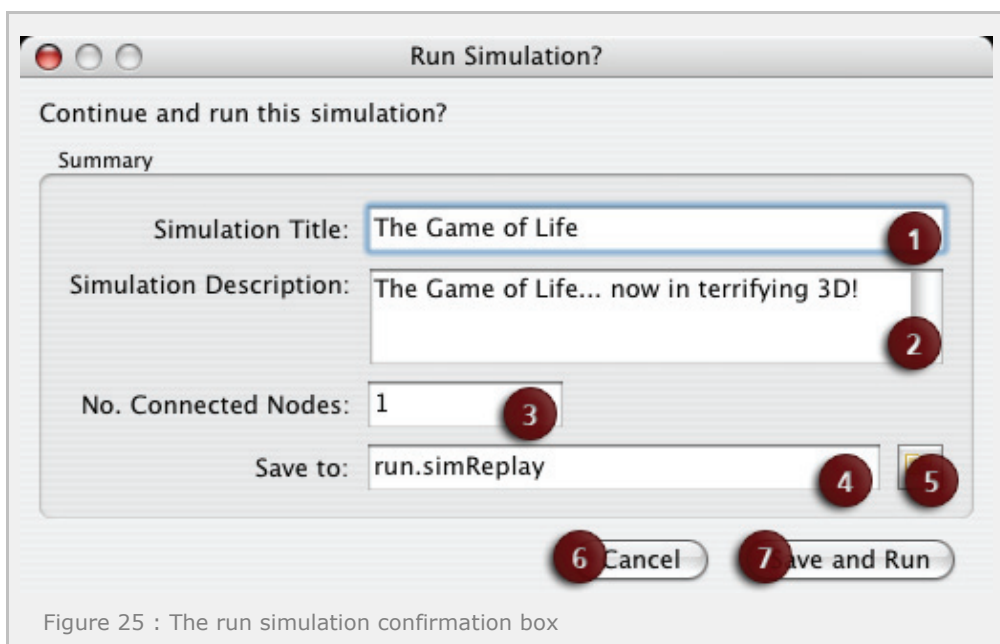 Run Simulation?
Continue and run this simulation?
Summary
Simulation Title: The Game of Life 1
Simulation Description: The Game of Life... now in terrifying 3D! 2
No. Connected Nodes: 1 3
Save to: run.simReplay 4 5
6 Cancel 7 ave and Run
Figure 25 : The run simulation confirmation box